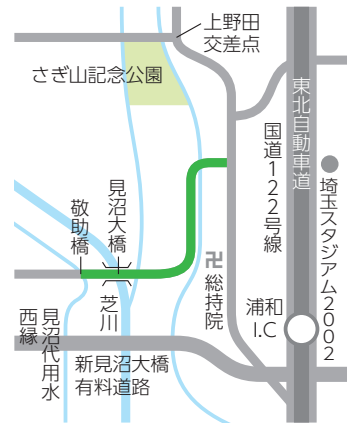 上野田
交差点
さぎ山記念公園
東北自動車道
国道122号線
埼玉スタジアム2002
見沼大橋
敬助橋
卍総持院
芝川
浦和
I.C
見沼代用水
西縁
新見沼大橋
有料道路